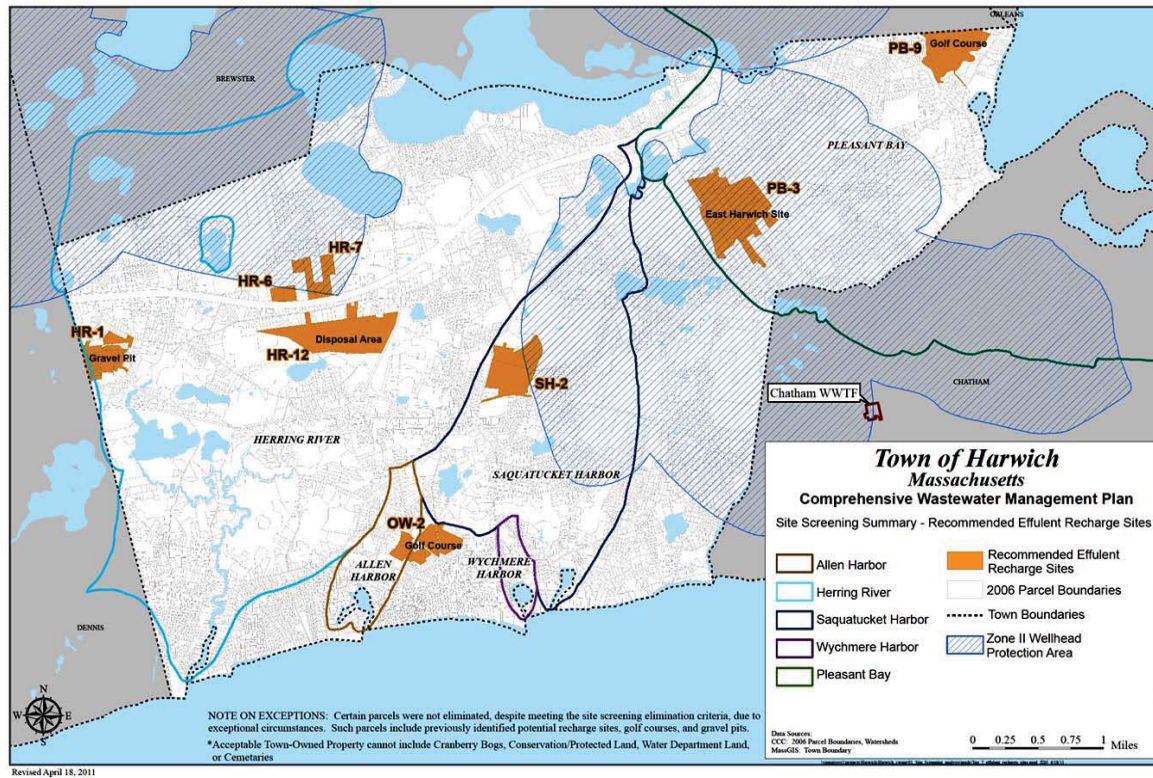 ORLEANS
PB-9
Golf Course
BREWSTER
PLEASANT BAY
PB-3
East Harwich Site
HR-7
HR-6
HR-1
Gravel Pit
HR-12
Disposal Area
SH-2
Chatham WWTF
CHATHAM
HERRING RIVER
SAQUATUCKET HARBOR
OW-2
Golf Course
ALLEN
HARBOR
WYCHMERE
HARBOR
DENNIS
Town of Harwich
Massachusetts
Comprehensive Wastewater Management Plan
Site Screening Summary - Recommended Effulent Recharge Sites
Allen Harbor
Herring River
Saquatucket Harbor
Wychmere Harbor
Pleasant Bay
Recommended Effulent
Recharge Sites
2006 Parcel Boundaries
Town Boundaries
Zone II Wellhead
Protection Area
Data Sources:
CCC: 2006 Parcel Boundaries, Watersheds
MassGIS: Town Boundary
0 0.25 0.5 1 Miles
N
W E
S
NOTE ON EXCEPTIONS: Certain parcels were not eliminated, despite meeting the site screening elimination criteria, due to
exceptional circumstances. Such parcels include previously identified potential recharge sites, golf courses, and gravel pits.
*Acceptable Town-Owned Property cannot include Cranberry Bogs, Conservation/Protected Land, Water Department Land,
or Cemetaries
Revised April 18, 2011